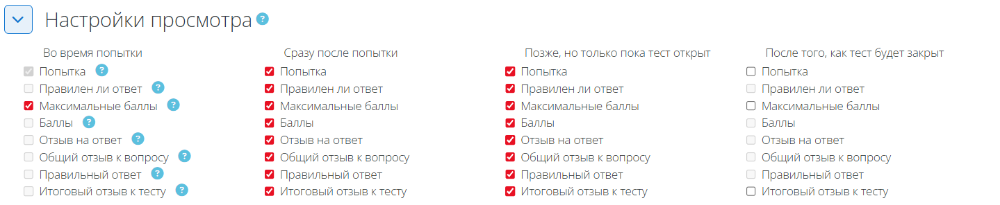 Настройки просмотра ?
Во время попытки
Попытка ?
Правилен ли ответ ?
Максимальные баллы ?
Баллы ?
Отзыв на ответ ?
Общий отзыв к вопросу ?
Правильный ответ ?
Итоговый отзыв к тесту ?
Сразу после попытки
Попытка
Правилен ли ответ
Максимальные баллы
Баллы
Отзыв на ответ
Общий отзыв к вопросу
Правильный ответ
Итоговый отзыв к тесту
Позже, но только пока тест открыт
Попытка
Правилен ли ответ
Максимальные баллы
Баллы
Отзыв на ответ
Общий отзыв к вопросу
Правильный ответ
Итоговый отзыв к тесту
После того, как тест будет закрыт
Попытка
Правилен ли ответ
Максимальные баллы
Баллы
Отзыв на ответ
Общий отзыв к вопросу
Правильный ответ
Итоговый отзыв к тесту